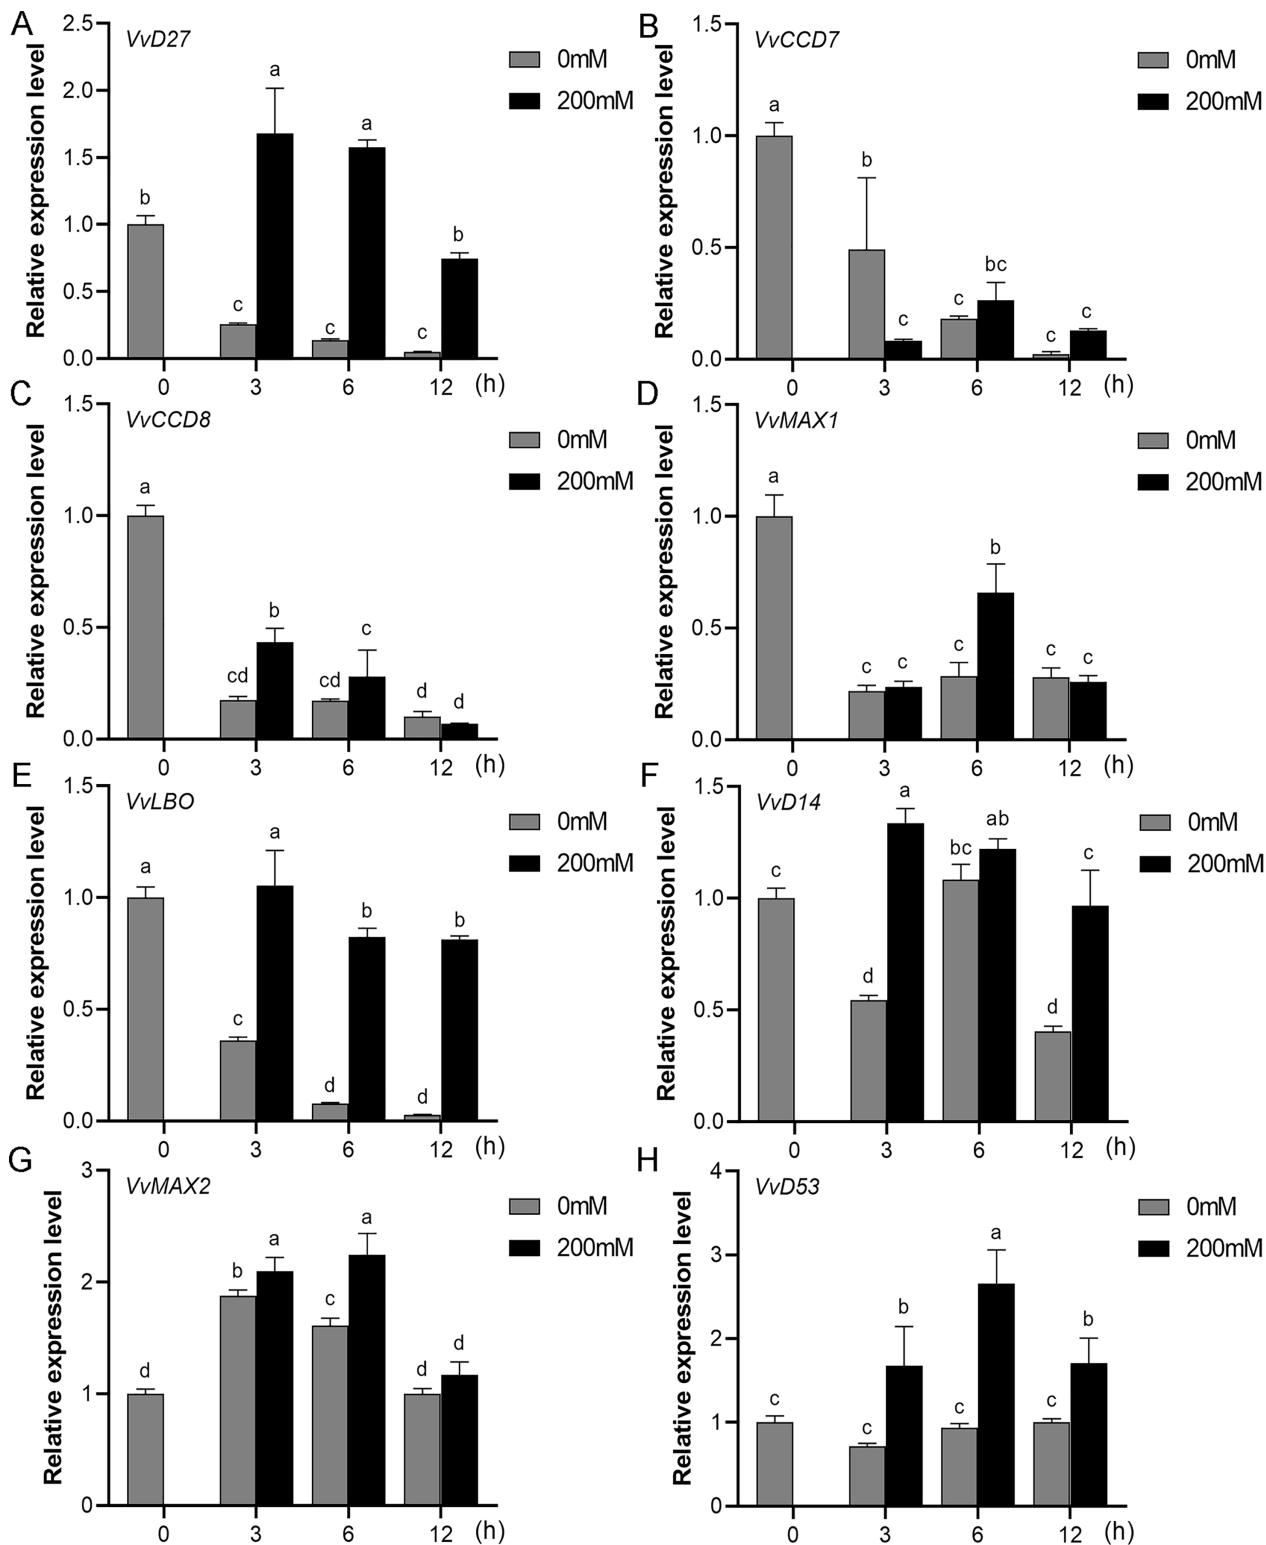 A
VvD27
Relative expression level
2.5
2.0
1.5
1.0
0.5
0.0
b
c
a
c
a
c
b
0 3 6 12 (h)
0mM
200mM
B
VvCCD7
Relative expression level
1.5
1.0
0.5
0.0
a
b
c
c
bc
c
c
0 3 6 12 (h)
0mM
200mM
C
VvCCD8
Relative expression level
1.5
1.0
0.5
0.0
a
cd
b
cd
c
d
d
0 3 6 12 (h)
0mM
200mM
D
VvMAX1
Relative expression level
1.5
1.0
0.5
0.0
a
c
c
c
b
c
c
0 3 6 12 (h)
0mM
200mM
E
VvLBO
Relative expression level
1.5
1.0
0.5
0.0
a
c
a
d
b
d
b
0 3 6 12 (h)
0mM
200mM
F
VvD14
Relative expression level
1.5
1.0
0.5
0.0
c
d
a
bc
ab
d
c
0 3 6 12 (h)
0mM
200mM
G
VvMAX2
Relative expression level
3
2
1
0
d
b
a
c
a
d
d
0 3 6 12 (h)
0mM
200mM
H
VvD53
Relative expression level
4
3
2
1
0
c
c
b
c
a
c
b
0 3 6 12 (h)
0mM
200mM